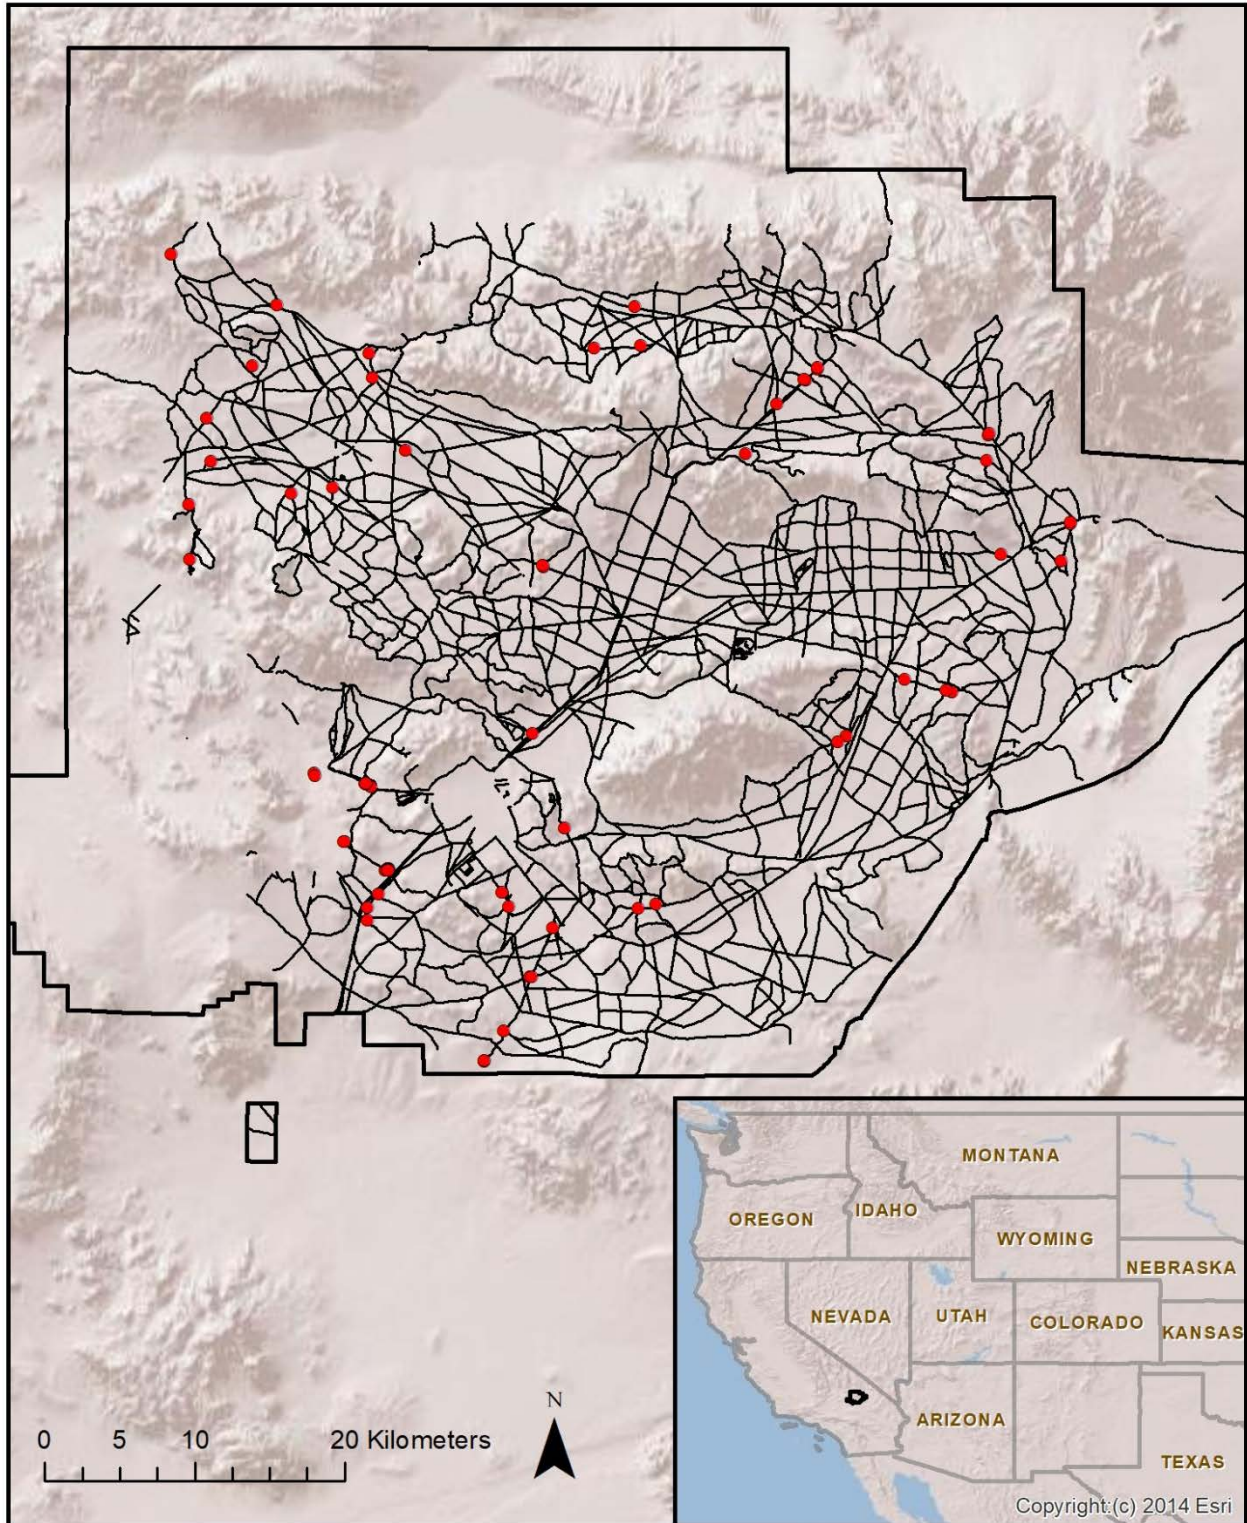 MONTANA
OREGON
IDAHO
WYOMING
NEBRASKA
NEVADA
UTAH
COLORADO
KANSAS
ARIZONA
TEXAS
N
0 5 10 20 Kilometers
Copyright:(c) 2014 Esri